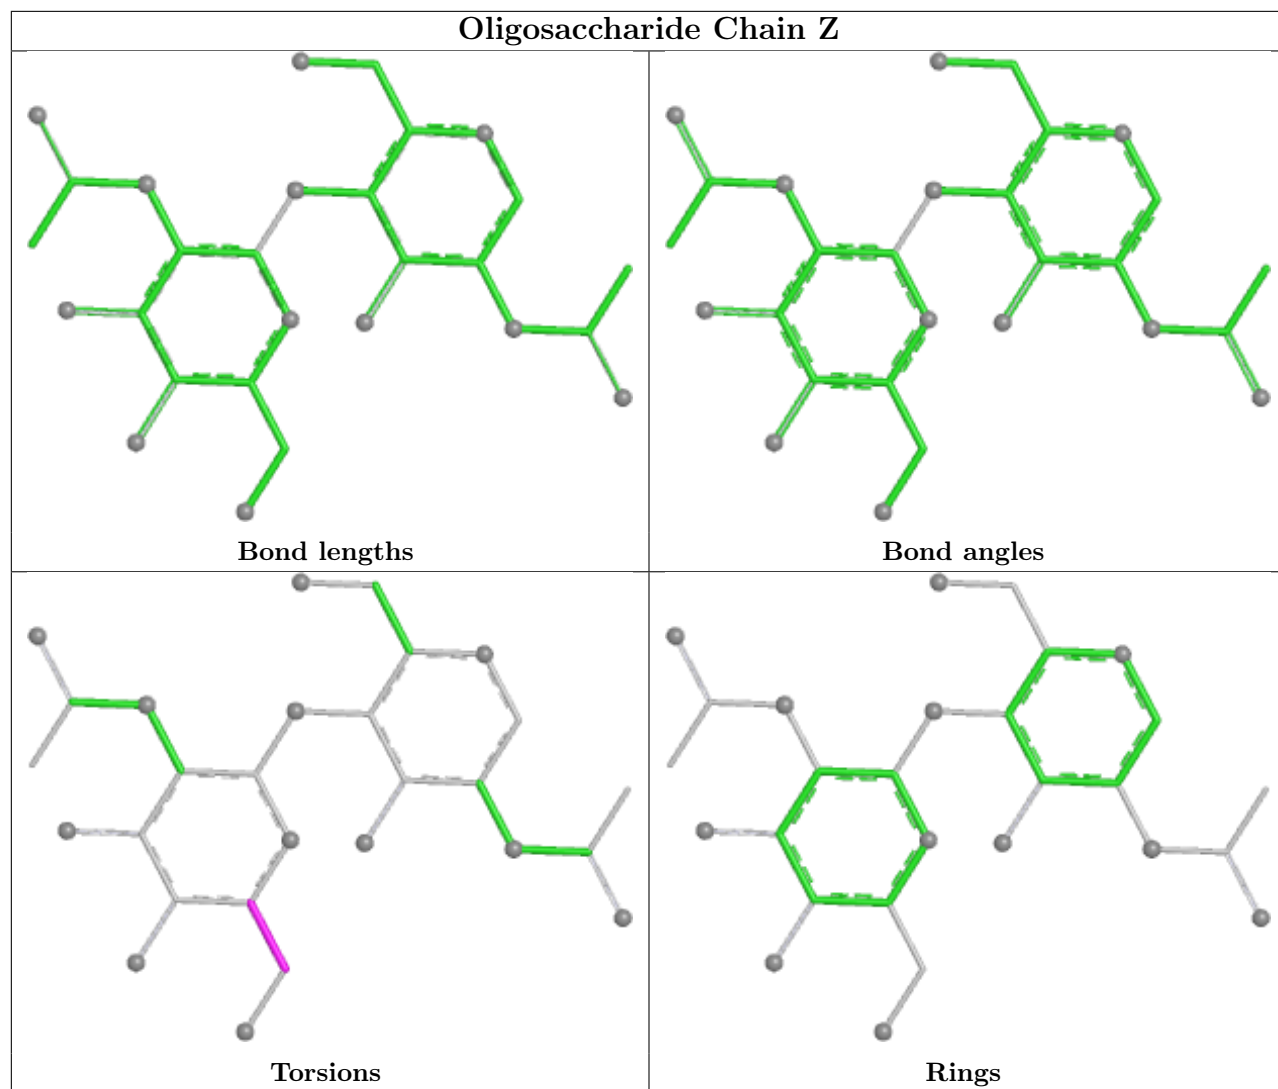 Oligosaccharide Chain Z
Bond lengths
Bond angles
Torsions
Rings